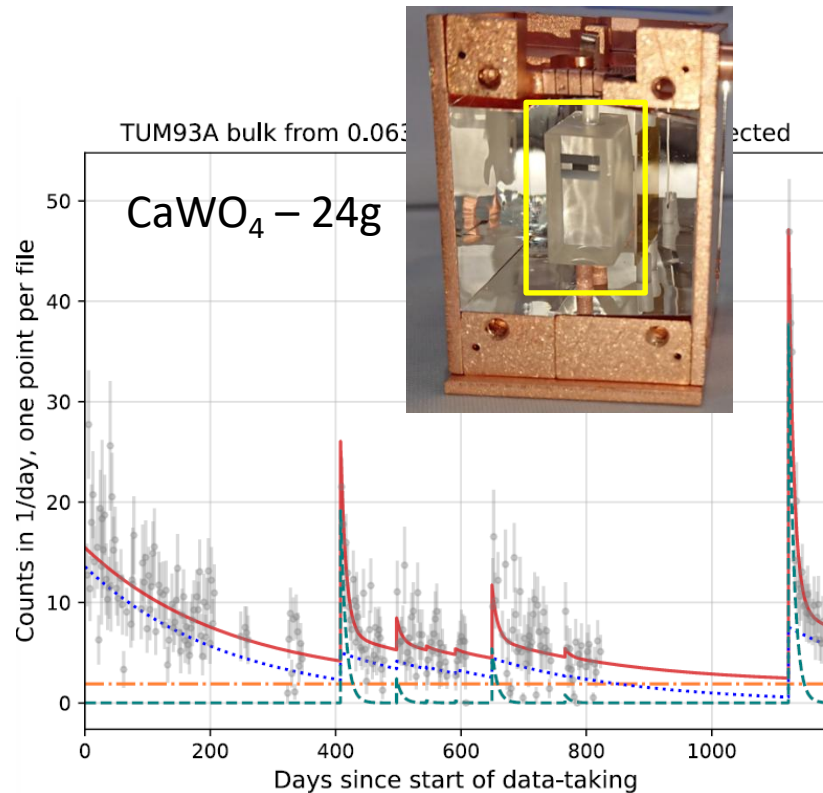 TUM93A bulk from 0.063 ected
CaWO₄ – 24g
Counts in 1/day, one point per file
50
40
30
20
10
0
0 200 400 600 800 1000
Days since start of data-taking